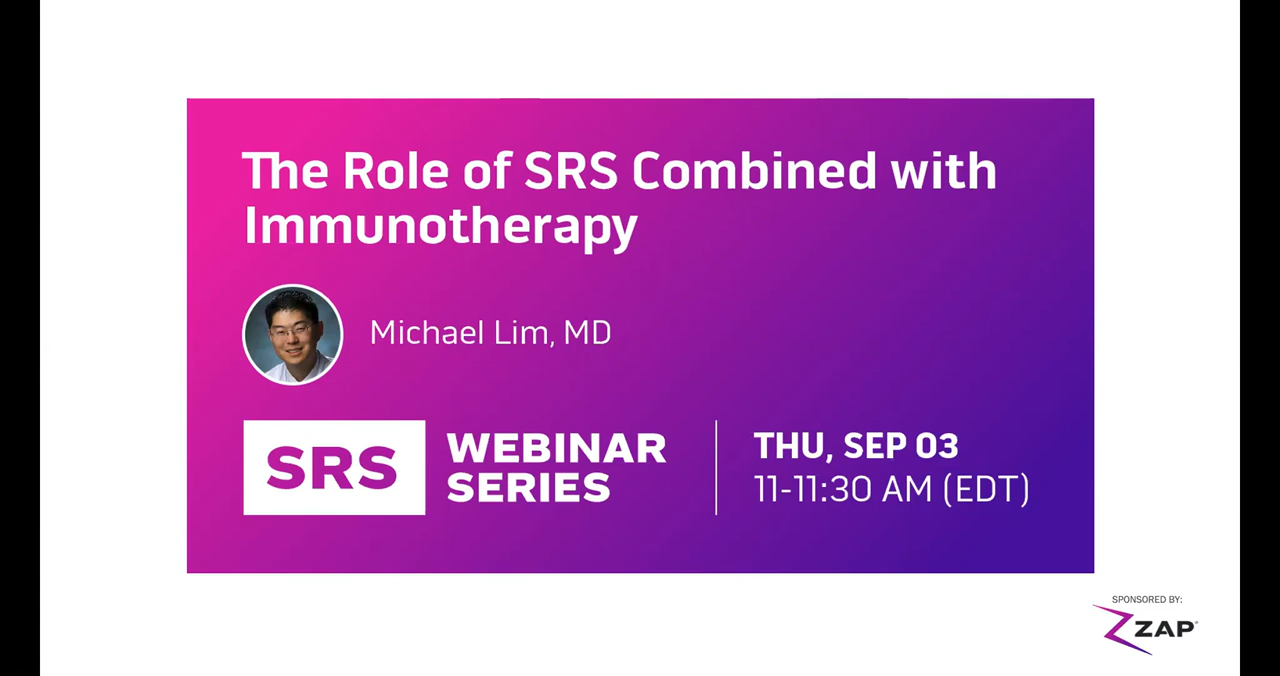 The Role of SRS Combined with
Immunotherapy
Michael Lim, MD
SRS
WEBINAR
SERIES
THU, SEP 03
11-11:30 AM (EDT)
SPONSORED BY:
ZAP